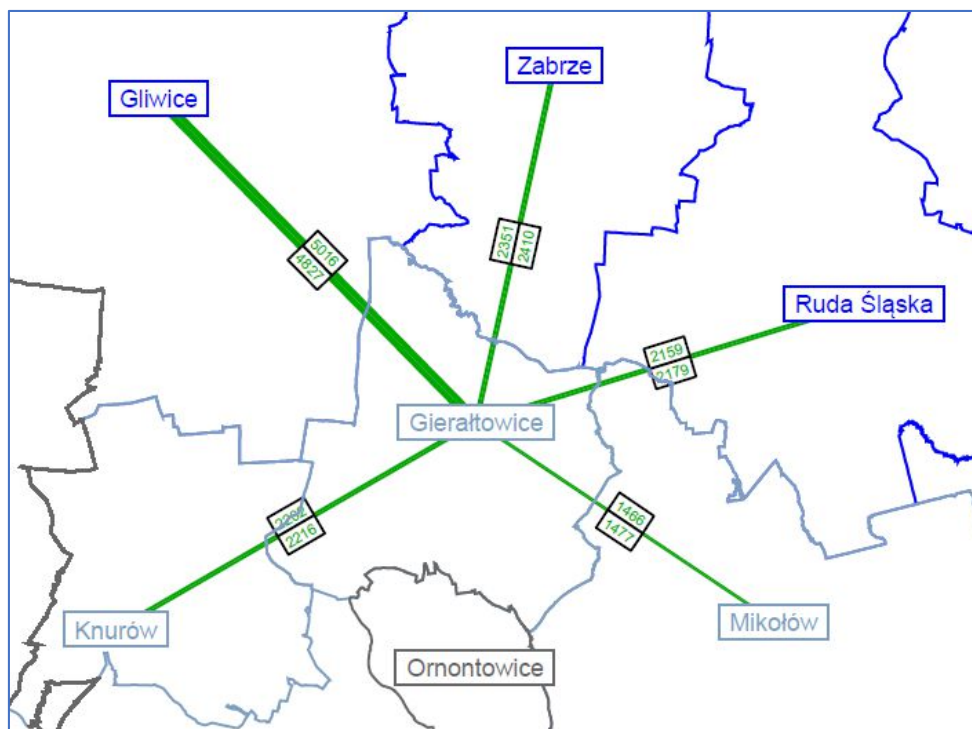 Zabrze
Gliwice
5016
4827
2351
2410
Ruda Śląska
2159
2179
Gierałtowice
1466
1477
2216
Knurów
Mikołów
Ornontowice